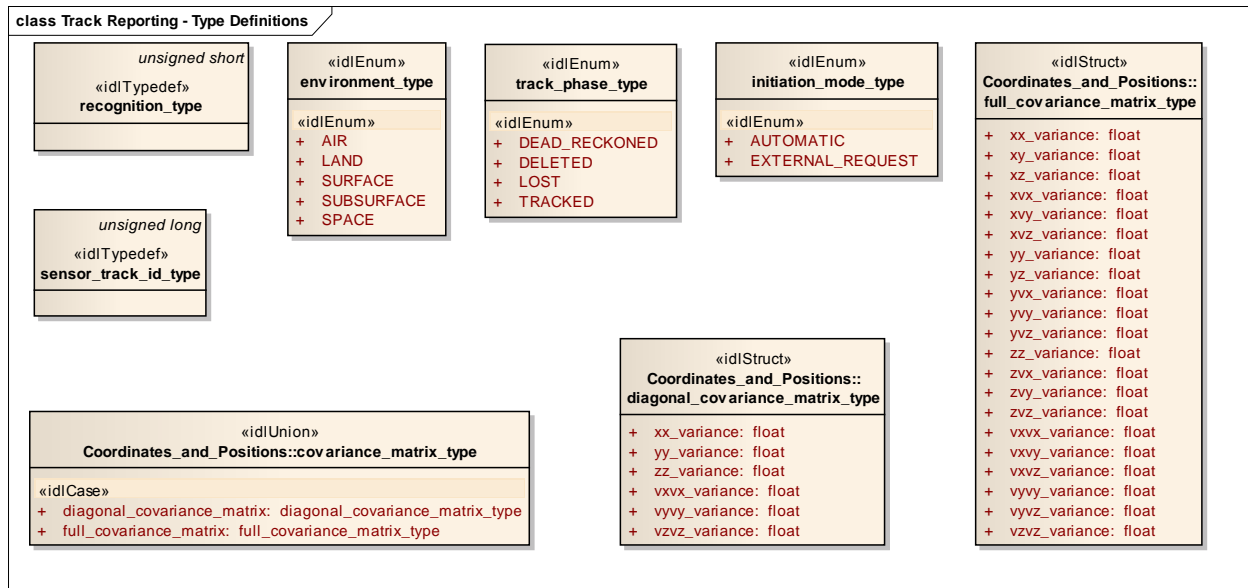 class Track Reporting - Type Definitions
unsigned short
«idlTypedef»
recognition_type
«idlEnum»
environment_type
«idlEnum»
+ AIR
+ LAND
+ SURFACE
+ SUBSURFACE
+ SPACE
«idlEnum»
track_phase_type
«idlEnum»
+ DEAD_RECKONED
+ DELETED
+ LOST
+ TRACKED
«idlEnum»
initiation_mode_type
«idlEnum»
+ AUTOMATIC
+ EXTERNAL_REQUEST
«idlStruct»
Coordinates_and_Positions::
full_covariance_matrix_type
+ xx_variance: float
+ xy_variance: float
+ xz_variance: float
+ xvx_variance: float
+ xvy_variance: float
+ xvz_variance: float
+ yy_variance: float
+ yz_variance: float
+ yvx_variance: float
+ yvy_variance: float
+ yvz_variance: float
+ zz_variance: float
+ zvx_variance: float
+ zvy_variance: float
+ zvz_variance: float
+ vxvx_variance: float
+ vxvy_variance: float
+ vxvz_variance: float
+ vyvy_variance: float
+ vyvz_variance: float
+ vzvz_variance: float
unsigned long
«idlTypedef»
sensor_track_id_type
«idlStruct»
Coordinates_and_Positions::
diagonal_covariance_matrix_type
+ xx_variance: float
+ yy_variance: float
+ zz_variance: float
+ vxvx_variance: float
+ vyvy_variance: float
+ vzvz_variance: float
«idlUnion»
Coordinates_and_Positions::covariance_matrix_type
«idlCase»
+ diagonal_covariance_matrix: diagonal_covariance_matrix_type
+ full_covariance_matrix: full_covariance_matrix_type